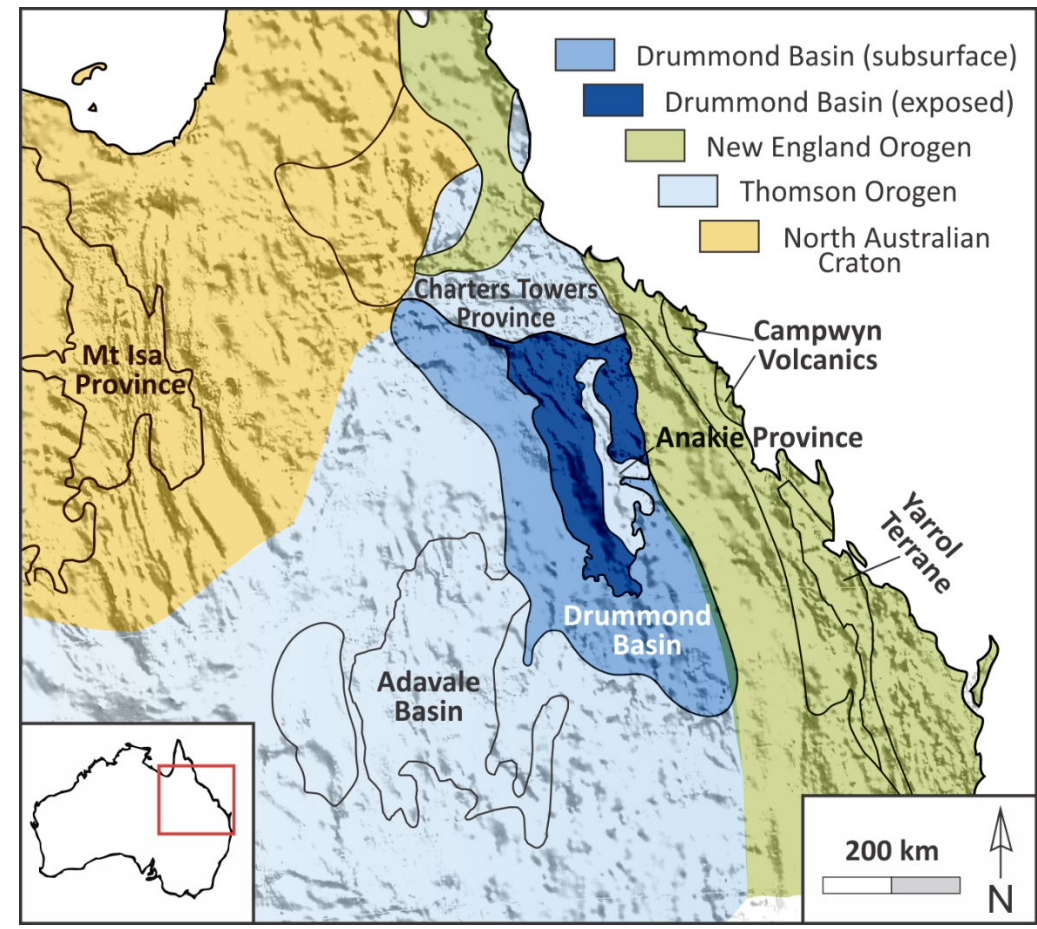 Drummond Basin (subsurface)
Drummond Basin (exposed)
New England Orogen
Thomson Orogen
North Australian
Craton
Charters Towers
Province
Campwyn
Volcanics
Mt Isa
Province
Anakie Province
Yarrol
Terrane
Drummond
Basin
Adavale
Basin
200 km
N